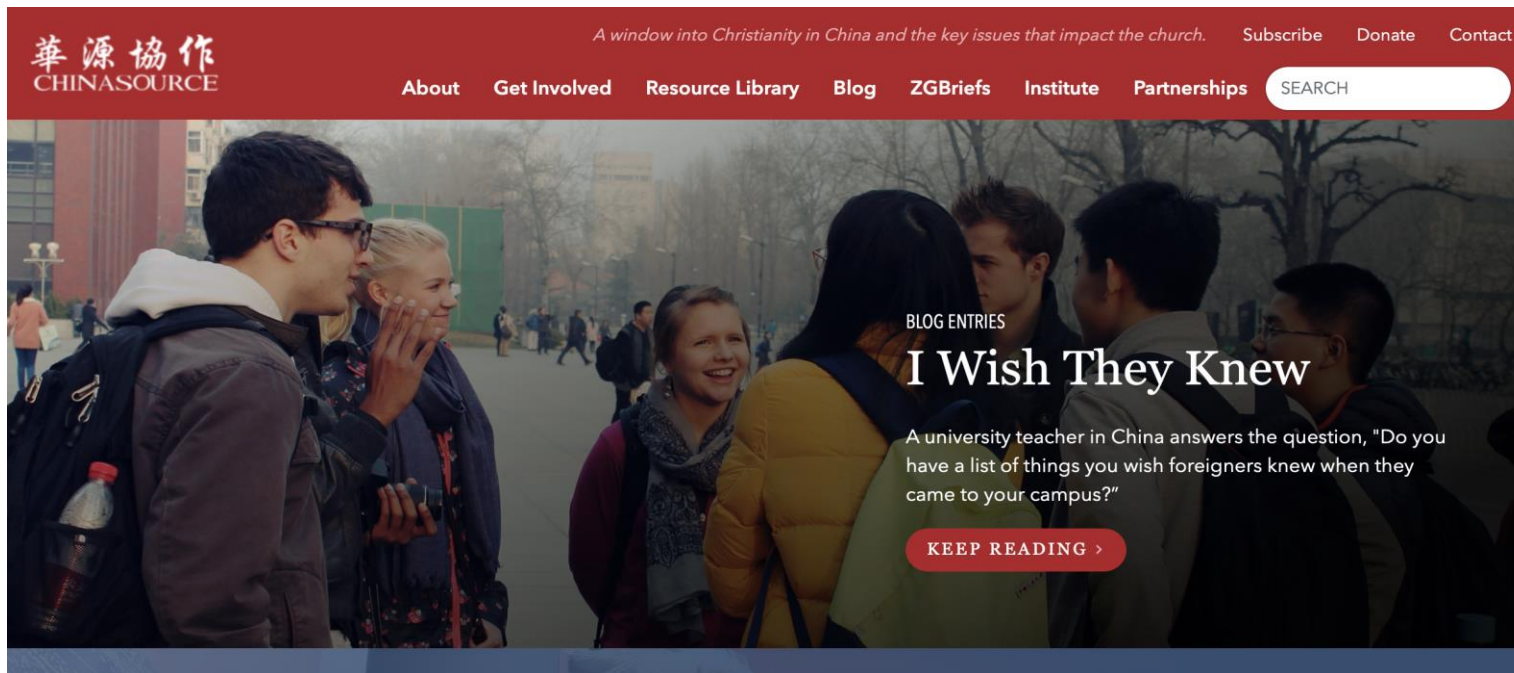 華源協作
CHINASOURCE
A window into Christianity in China and the key issues that impact the church.
Subscribe
Donate
Contact
About
Get Involved
Resource Library
Blog
ZGBriefs
Institute
Partnerships
SEARCH
BLOG ENTRIES
I Wish They Knew
A university teacher in China answers the question, "Do you
have a list of things you wish foreigners knew when they
came to your campus?”
KEEP READING >